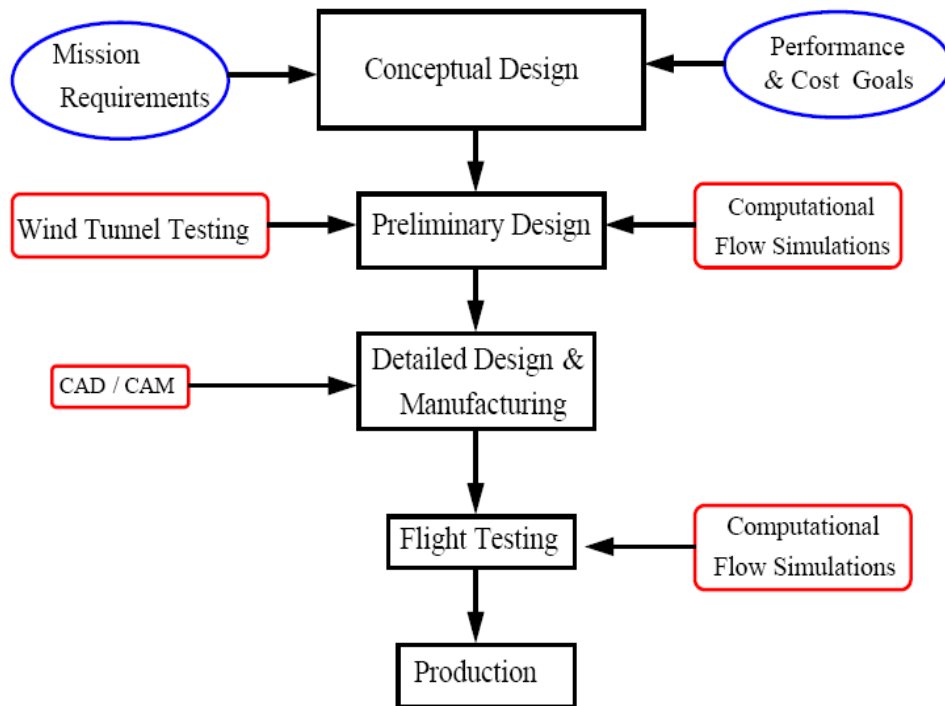 Mission
Requirements
Conceptual Design
Performance
& Cost Goals
Wind Tunnel Testing
Preliminary Design
Computational
Flow Simulations
CAD / CAM
Detailed Design &
Manufacturing
Flight Testing
Computational
Flow Simulations
Production